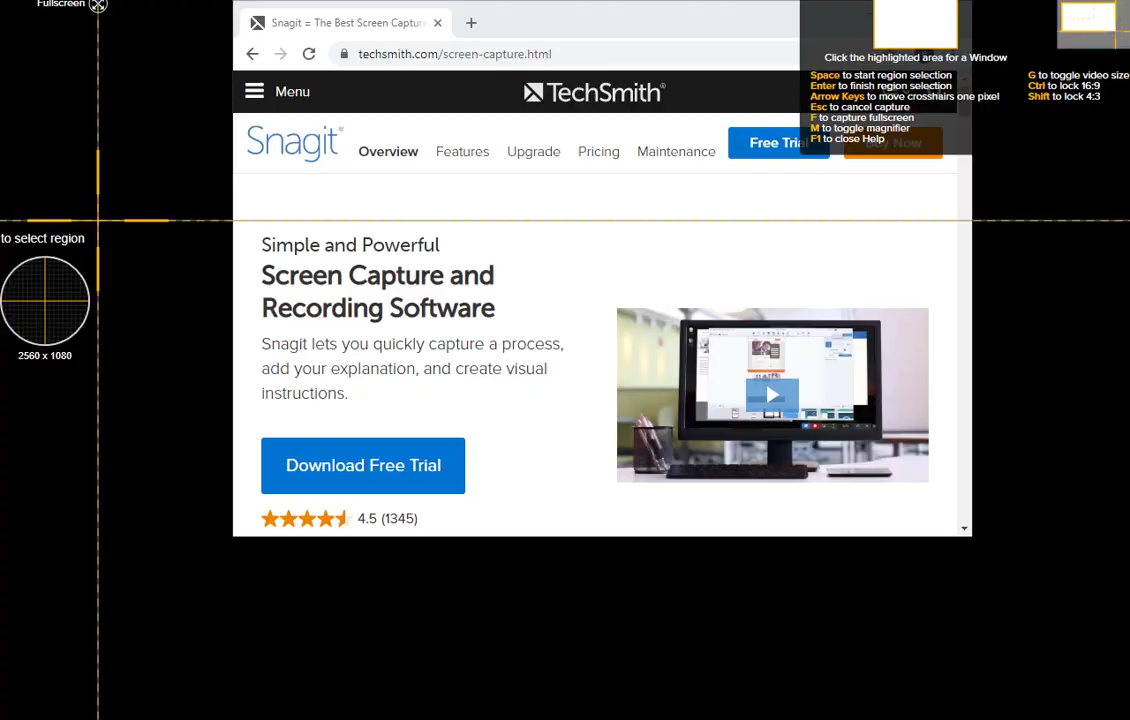 Fullscreen
Snagit = The Best Screen Captur
techsmith.com/screen-capture.html
Click the highlighted area for a Window
Space to start region selection
Enter to finish region selection
Arrow Keys to move crosshairs one pixel
Esc to cancel capture
F to capture fullscreen
M to toggle magnifier
F1 to close Help
G to toggle video size
Ctrl to lock 16:9
Shift to lock 4:3
Menu
TechSmith®
Snagit®
Overview
Features
Upgrade
Pricing
Maintenance
Free Trial
Buy Now
to select region
2560 x 1080
Simple and Powerful
Screen Capture and
Recording Software
Snagit lets you quickly capture a process,
add your explanation, and create visual
instructions.
Download Free Trial
4.5 (1345)